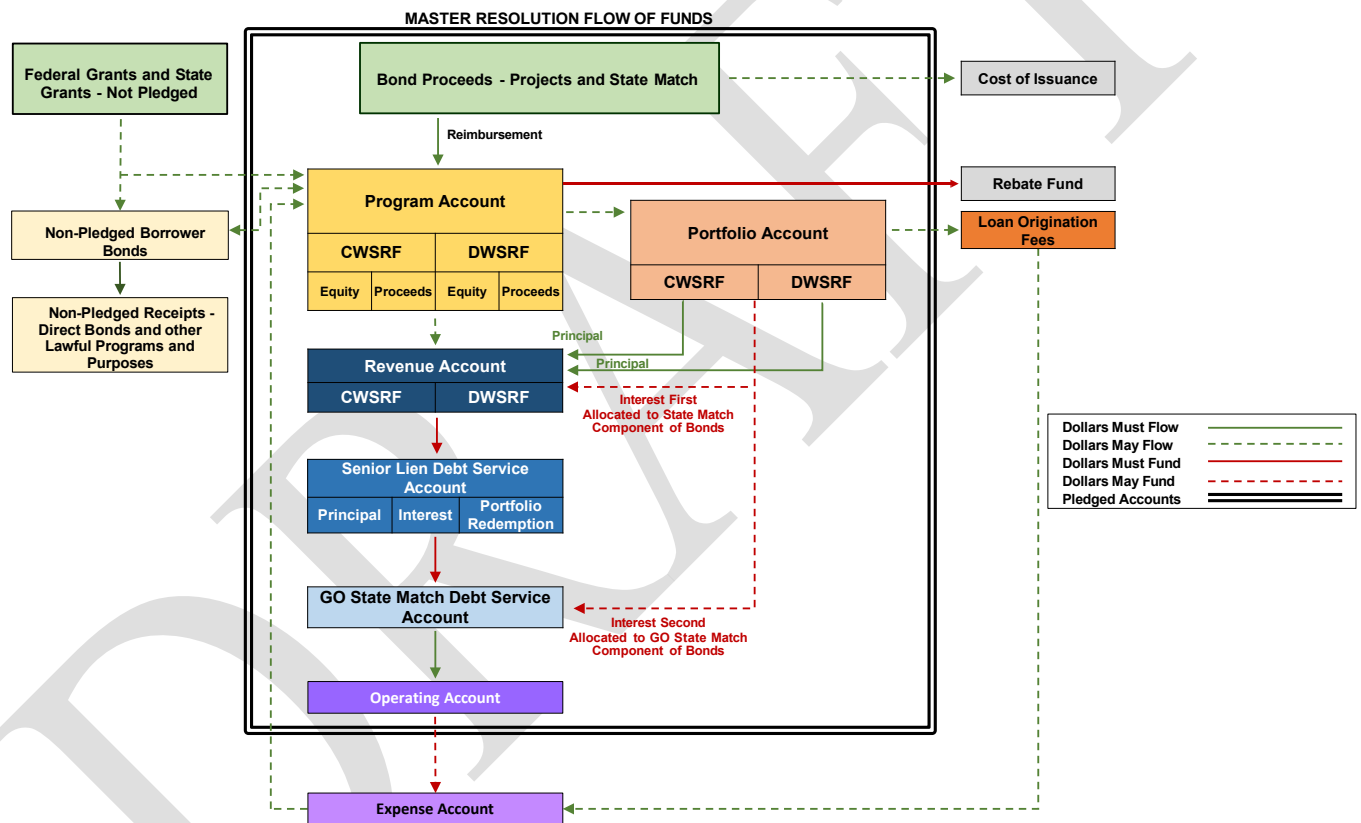 MASTER RESOLUTION FLOW OF FUNDS
Federal Grants and State
Grants - Not Pledged
Bond Proceeds - Projects and State Match
Cost of Issuance
Reimbursement
Program Account
Rebate Fund
CWSRF
DWSRF
Equity
Proceeds
Equity
Proceeds
Portfolio Account
CWSRF
DWSRF
Loan Origination
Fees
Non-Pledged Borrower
Bonds
Non-Pledged Receipts -
Direct Bonds and other
Lawful Programs and
Purposes
Principal
Principal
Revenue Account
CWSRF
DWSRF
Interest First
Allocated to State Match
Component of Bonds
Senior Lien Debt Service
Account
Principal
Interest
Portfolio
Redemption
GO State Match Debt Service
Account
Interest Second
Allocated to GO State Match
Component of Bonds
Operating Account
Expense Account
Dollars Must Flow
Dollars May Flow
Dollars Must Fund
Dollars May Fund
Pledged Accounts
DRAFT